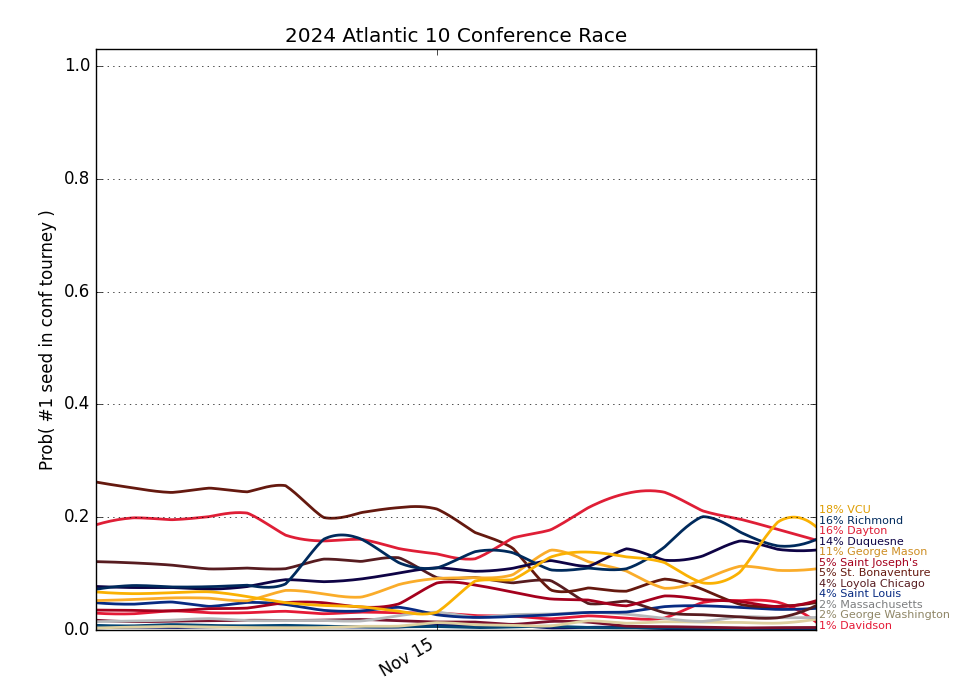 2024 Atlantic 10 Conference Race
Prob( #1 seed in conf tourney )
1.0
0.8
0.6
0.4
0.2
0.0
Nov 15
18% VCU
16% Richmond
16% Dayton
14% Duquesne
11% George Mason
5% Saint Joseph's
5% St. Bonaventure
4% Loyola Chicago
4% Saint Louis
2% Massachusetts
2% George Washington
1% Davidson